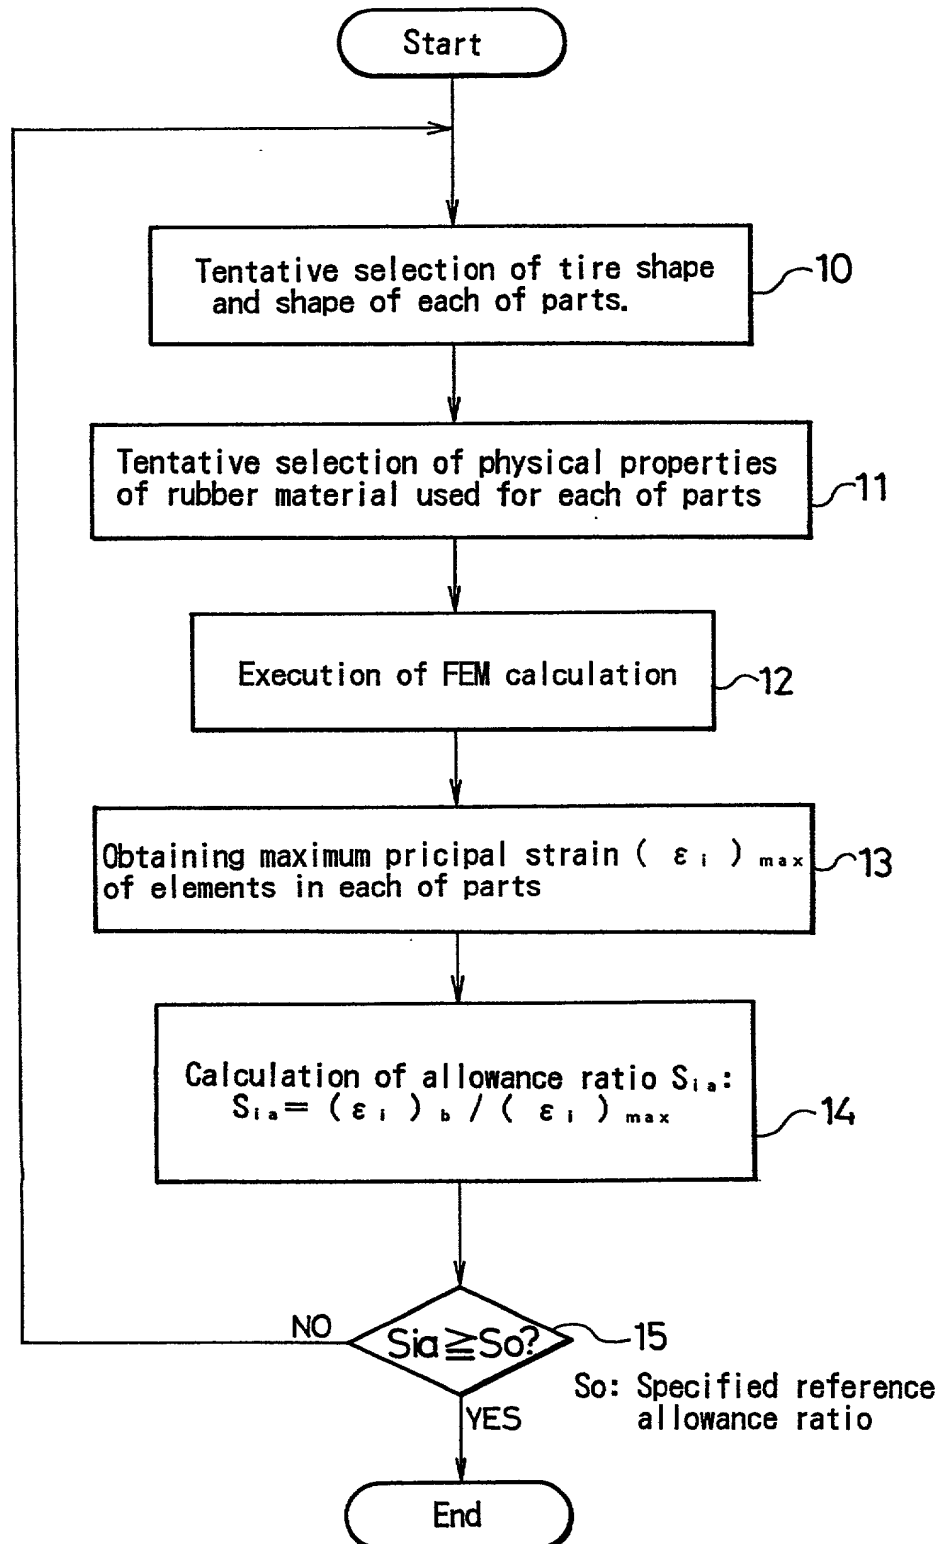 Start
Tentative selection of tire shape
and shape of each of parts.
10
Tentative selection of physical properties
of rubber material used for each of parts
11
Execution of FEM calculation
12
Obtaining maximum pricipal strain ( ε i ) max
of elements in each of parts
13
Calculation of allowance ratio Sia:
Sia = ( ε i ) b / ( ε i ) max
14
NO
Sia≧So?
15
So: Specified reference
allowance ratio
YES
End